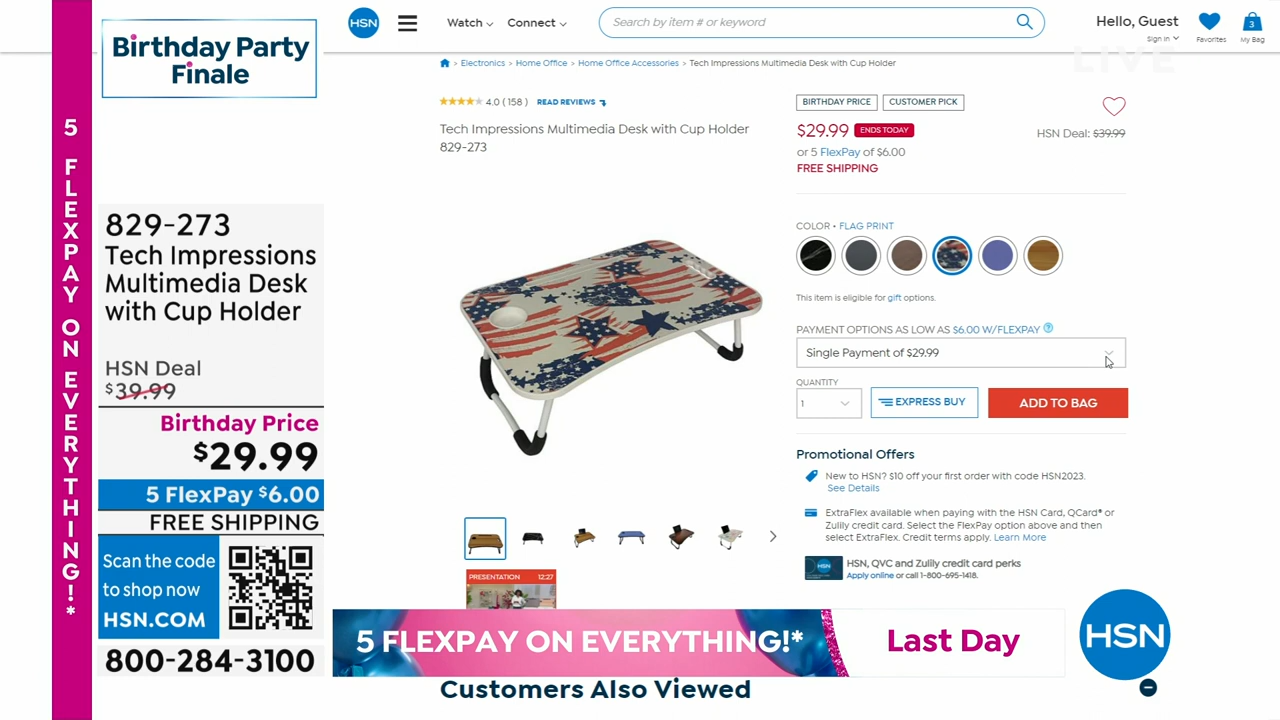 5 FLEXPAY ON EVERYTHING!*
Birthday Party
Finale
829-273
Tech Impressions
Multimedia Desk
with Cup Holder
HSN Deal
$39.99
Birthday Price
$29.99
5 FlexPay $6.00
FREE SHIPPING
Scan the code
to shop now
HSN.COM
800-284-3100
HSN
Watch
Connect
Search by item # or keyword
Hello, Guest
Sign In
Favorites
3
My Bag
LIVE
> Electronics > Home Office > Home Office Accessories > Tech Impressions Multimedia Desk with Cup Holder
4.0 ( 158 ) READ REVIEWS
Tech Impressions Multimedia Desk with Cup Holder
829-273
BIRTHDAY PRICE
CUSTOMER PICK
$29.99 ENDS TODAY
HSN Deal: $39.99
or 5 FlexPay of $6.00
FREE SHIPPING
COLOR • FLAG PRINT
This item is eligible for gift options.
PAYMENT OPTIONS AS LOW AS $6.00 W/FLEXPAY ?
Single Payment of $29.99
QUANTITY
1
EXPRESS BUY
ADD TO BAG
Promotional Offers
New to HSN? $10 off your first order with code HSN2023.
See Details
ExtraFlex available when paying with the HSN Card, QCard® or
Zulily credit card. Select the FlexPay option above and then
select ExtraFlex. Credit terms apply. Learn More
HSN
HSN, QVC and Zulily credit card perks
Apply online or call 1-800-695-1418.
PRESENTATION 12:27
5 FLEXPAY ON EVERYTHING!*
Last Day
HSN
Customers Also Viewed